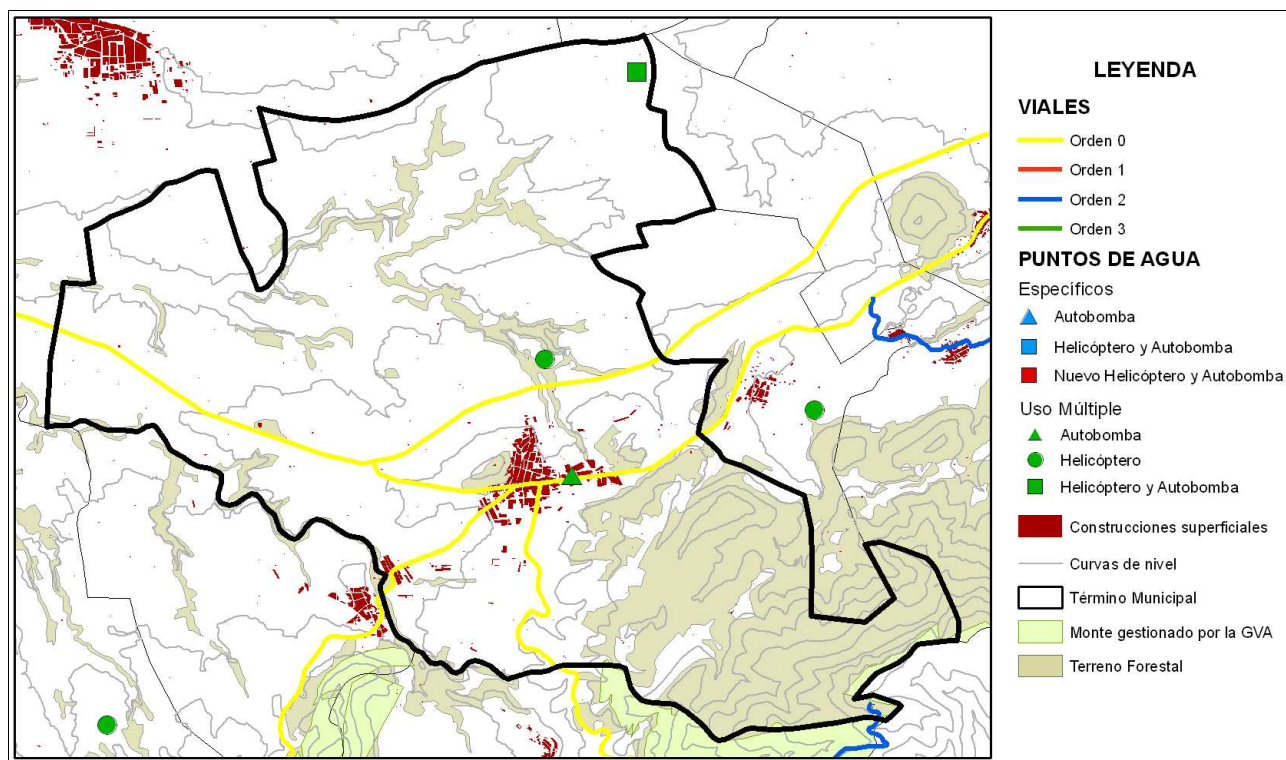 LEYENDA
VIALES
Orden 0
Orden 1
Orden 2
Orden 3
PUNTOS DE AGUA
Específicos
Autobomba
Helicóptero y Autobomba
Nuevo Helicóptero y Autobomba
Uso Múltiple
Autobomba
Helicóptero
Helicóptero y Autobomba
Construcciones superficiales
Curvas de nivel
Término Municipal
Monte gestionado por la GVA
Terreno Forestal